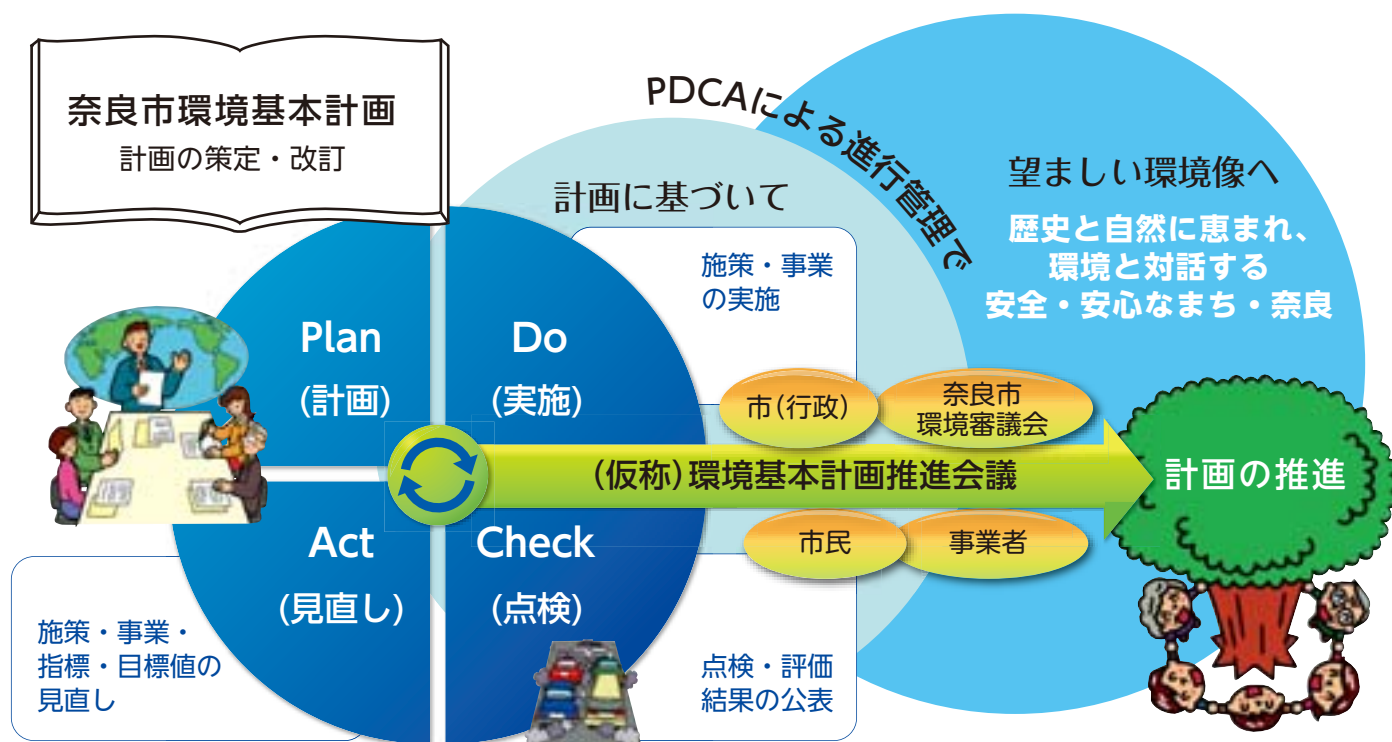 奈良市環境基本計画
計画の策定・改訂
PDCAによる進行管理で
計画に基づいて
望ましい環境像へ
歴史と自然に恵まれ、
環境と対話する
安全・安心なまち・奈良
Plan
(計画)
Do
(実施)
施策・事業
の実施
市(行政)
奈良市
環境審議会
(仮称)環境基本計画推進会議
計画の推進
市民
事業者
Act
(見直し)
Check
(点検)
施策・事業・
指標・目標値の
見直し
点検・評価
結果の公表